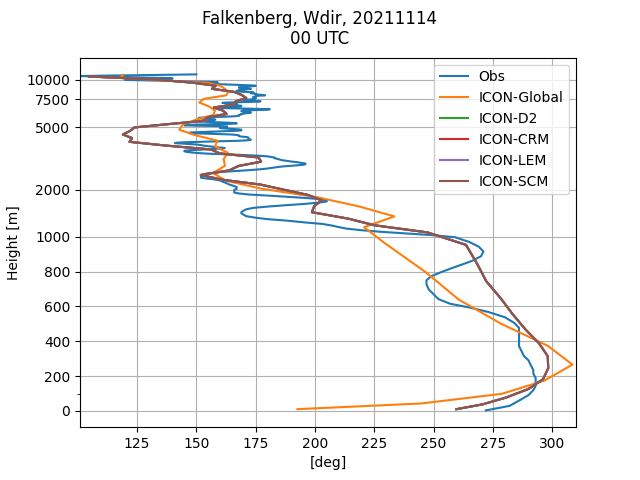 Falkenberg, Wdir, 20211114
00 UTC
Height [m]
10000
7500
5000
2000
1000
800
600
400
200
0
Obs
ICON-Global
ICON-D2
ICON-CRM
ICON-LEM
ICON-SCM
125 150 175 200 225 250 275 300
[deg]